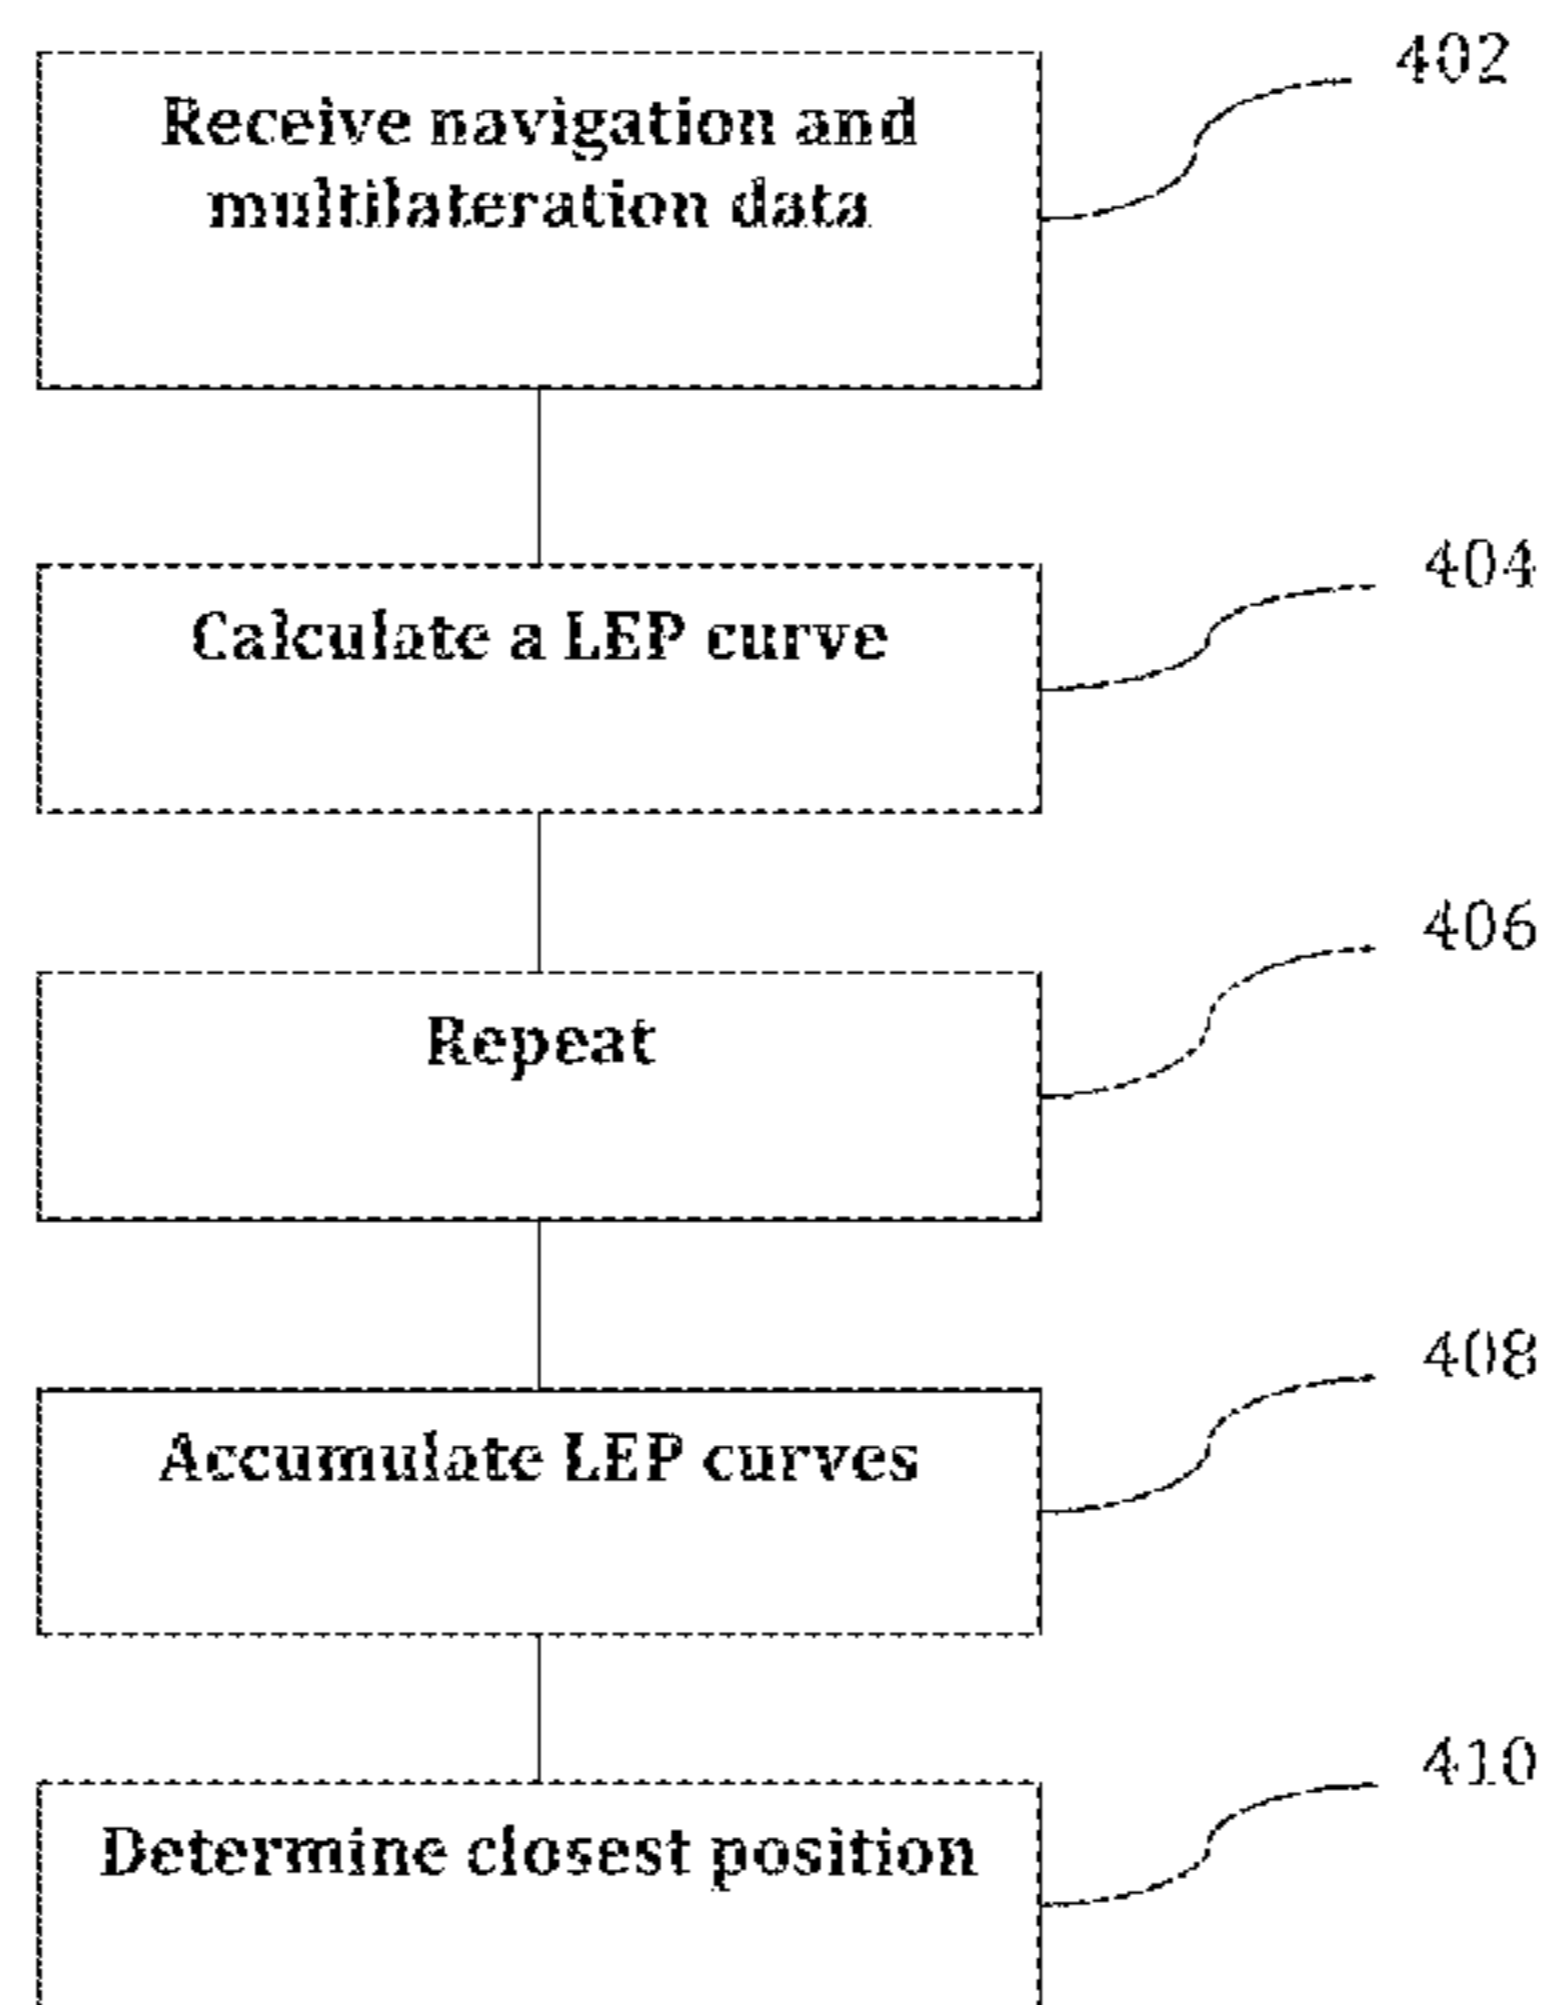 402
Receive navigation and
multilateration data
404
Calculate a LEP curve
406
Repeat
408
Accumulate LEP curves
410
Determine closest position